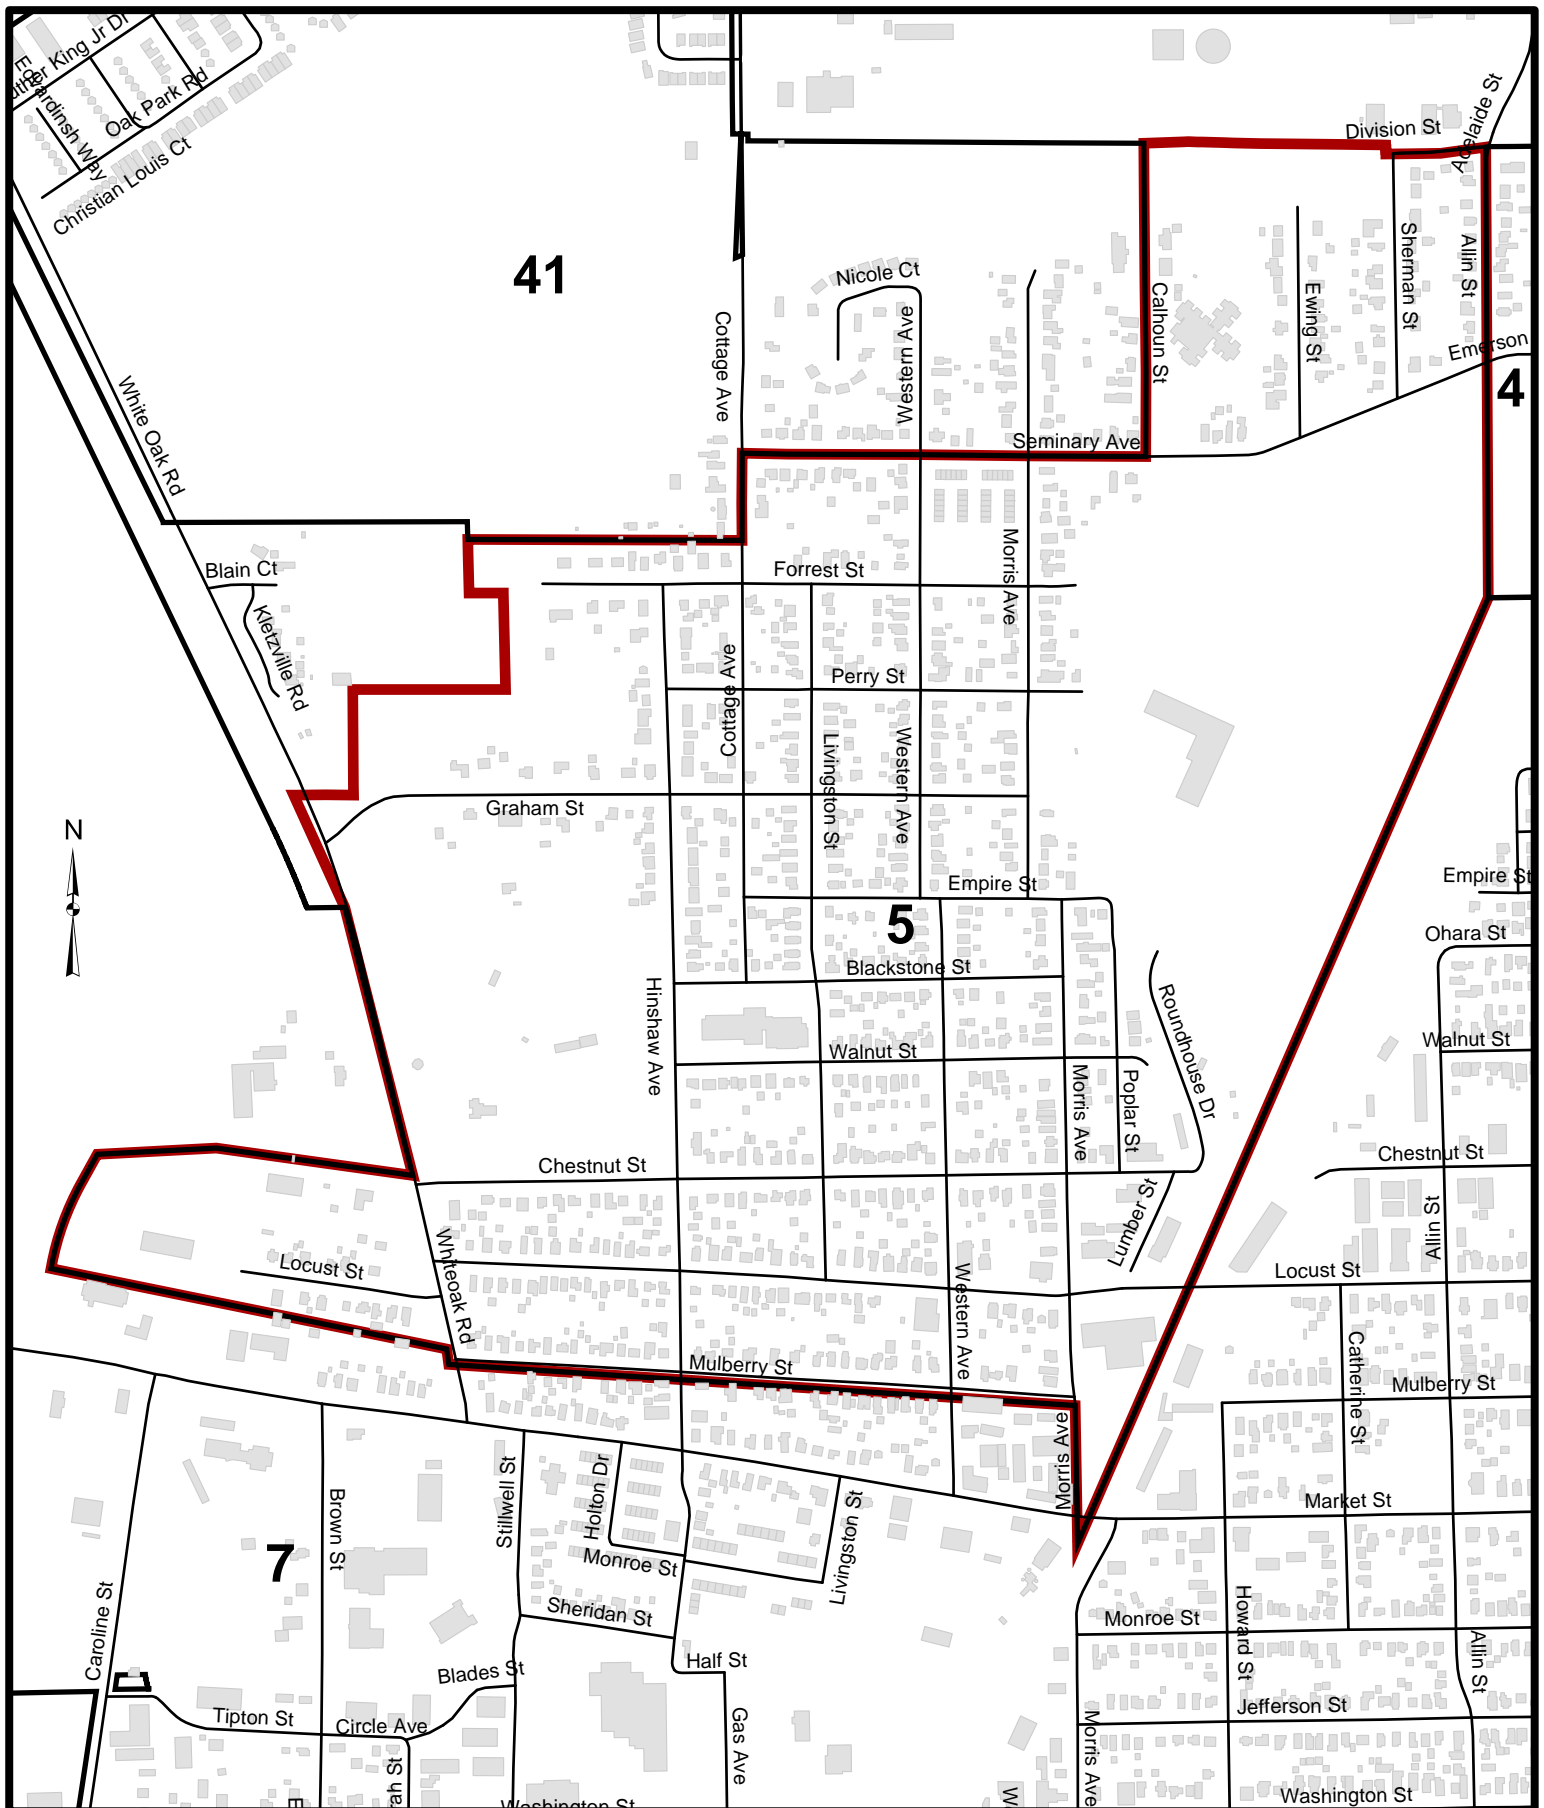 uther King Jr Dr
Edwardinsh Way
Oak Park Rd
Christian Louis Ct
Division St
Adelaide St
41
Nicole Ct
Western Ave
Cottage Ave
Calhoun St
Ewing St
Sherman St
Allin St
Emerson
4
White Oak Rd
Seminary Ave
Blain Ct
Kletzville Rd
Forrest St
Morris Ave
Cottage Ave
Perry St
Livingston St
Western Ave
Graham St
N
Empire St
Empire St
5
Ohara St
Blackstone St
Hinshaw Ave
Roundhouse Dr
Walnut St
Walnut St
Morris Ave
Poplar St
Chestnut St
Chestnut St
Lumber St
Allin St
Locust St
Whiteoak Rd
Western Ave
Locust St
Mulberry St
Catherine St
Mulberry St
Morris Ave
Stillwell St
Holton Dr
Livingston St
Market St
Brown St
7
Monroe St
Caroline St
Sheridan St
Monroe St
Howard St
Allin St
Half St
Blades St
Tipton St
Circle Ave
Gas Ave
Jefferson St
Morris Ave
rah St
E
Washington St
W
Washington St